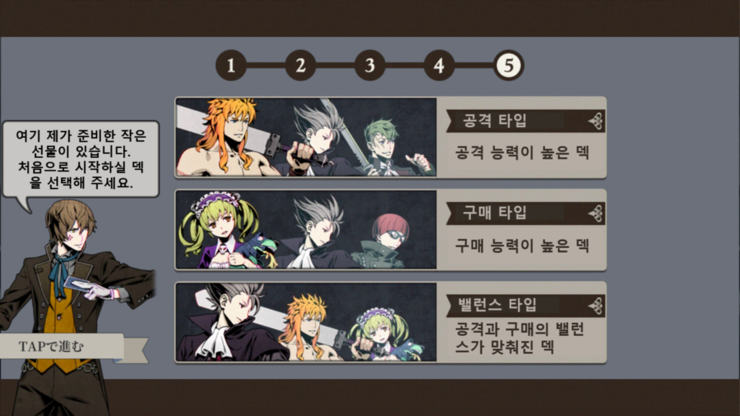 1 2 3 4 5
여기 제가 준비한 작은
선물이 있습니다.
처음으로 시작하실 덱
을 선택해 주세요.
공격 타입
공격 능력이 높은 덱
구매 타입
구매 능력이 높은 덱
밸런스 타입
공격과 구매의 밸런
스가 맞춰진 덱
TAPで進む